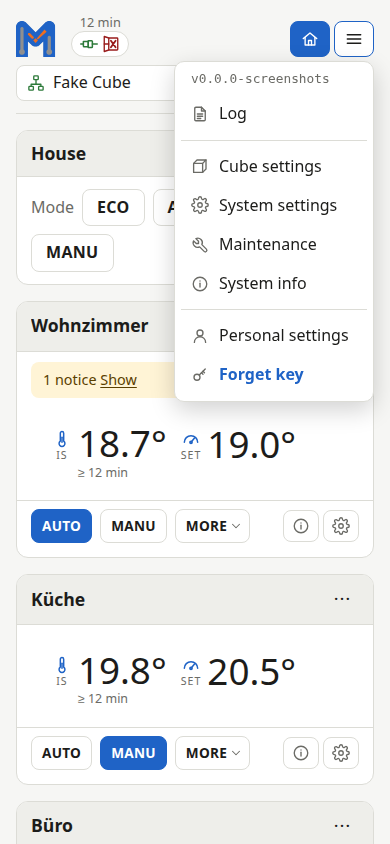 12 min
Fake Cube
v0.0.0-screenshots
Log
Cube settings
System settings
Maintenance
System info
Personal settings
Forget key
House
Mode ECO A
MANU
Wohnzimmer
1 notice Show
IS 18.7° SET 19.0°
≥ 12 min
AUTO MANU MORE
Küche
IS 19.8° SET 20.5°
≥ 12 min
AUTO MANU MORE
Büro